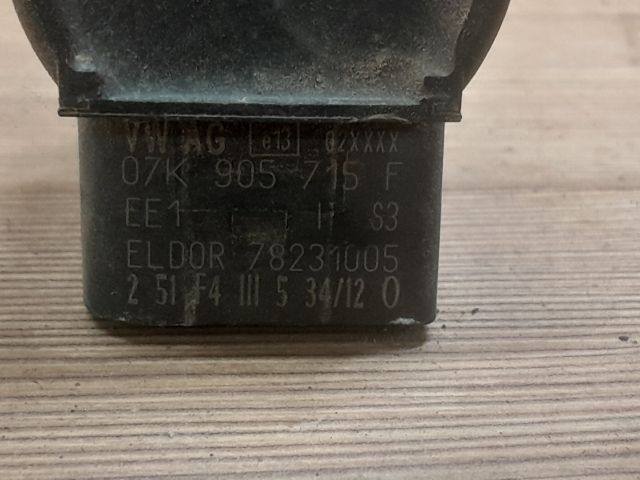 VW AG e13 02XXXX
07K 905 715 F
EE1 S3
ELDOR 78231005
2 51 F4 III 5 34/12 0